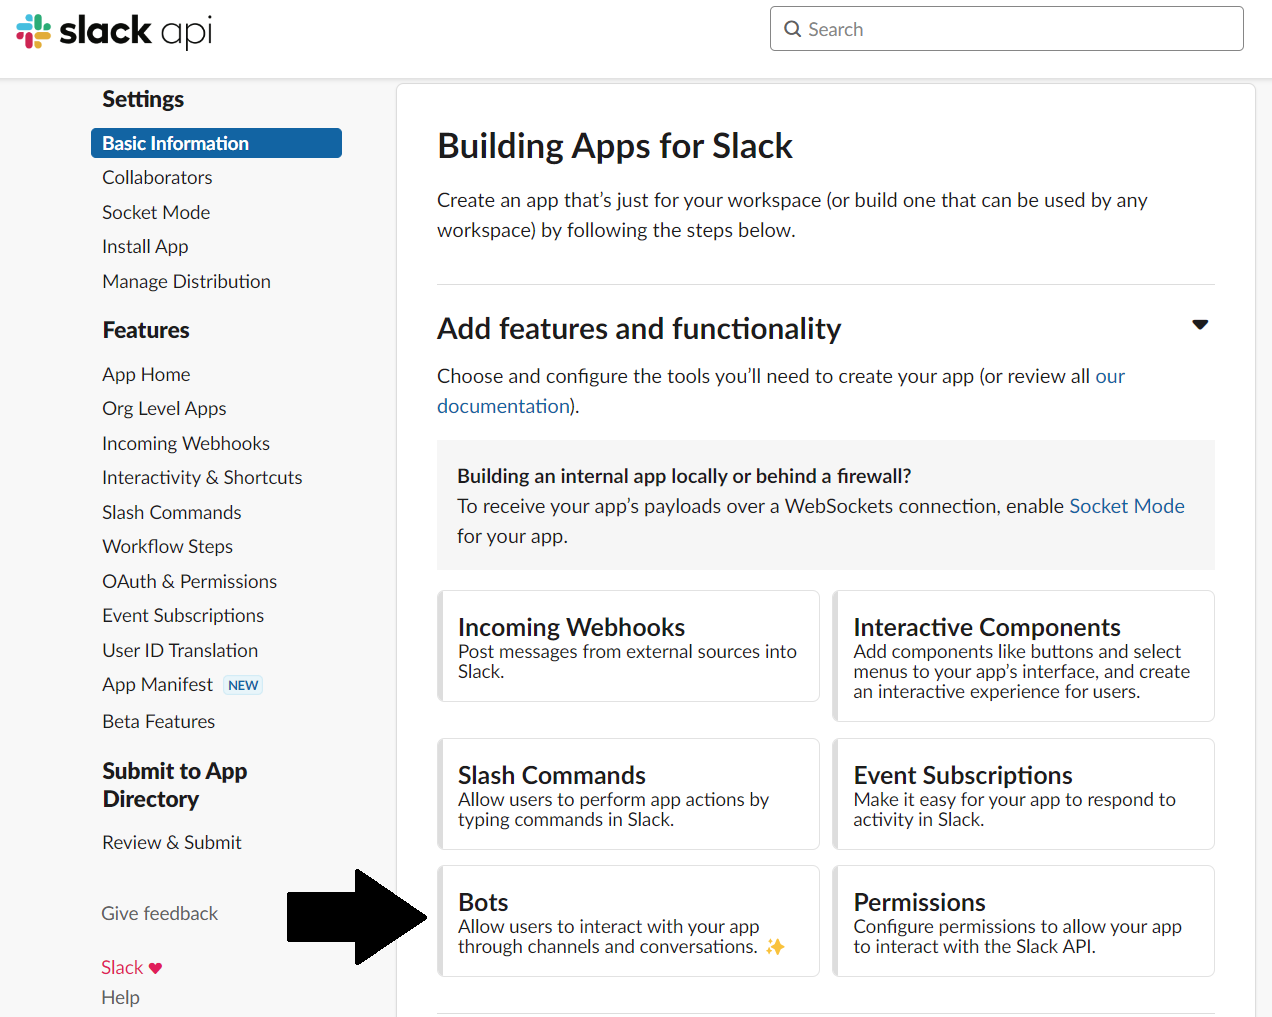 slack api
Search
Settings
Basic Information
Collaborators
Socket Mode
Install App
Manage Distribution
Features
App Home
Org Level Apps
Incoming Webhooks
Interactivity & Shortcuts
Slash Commands
Workflow Steps
OAuth & Permissions
Event Subscriptions
User ID Translation
App Manifest NEW
Beta Features
Submit to App
Directory
Review & Submit
Give feedback
Slack ♥
Help
Building Apps for Slack
Create an app that’s just for your workspace (or build one that can be used by any
workspace) by following the steps below.
Add features and functionality
Choose and configure the tools you’ll need to create your app (or review all our
documentation).
Building an internal app locally or behind a firewall?
To receive your app’s payloads over a WebSockets connection, enable Socket Mode
for your app.
Incoming Webhooks
Post messages from external sources into
Slack.
Interactive Components
Add components like buttons and select
menus to your app’s interface, and create
an interactive experience for users.
Slash Commands
Allow users to perform app actions by
typing commands in Slack.
Event Subscriptions
Make it easy for your app to respond to
activity in Slack.
Bots
Allow users to interact with your app
through channels and conversations. ✨
Permissions
Configure permissions to allow your app
to interact with the Slack API.